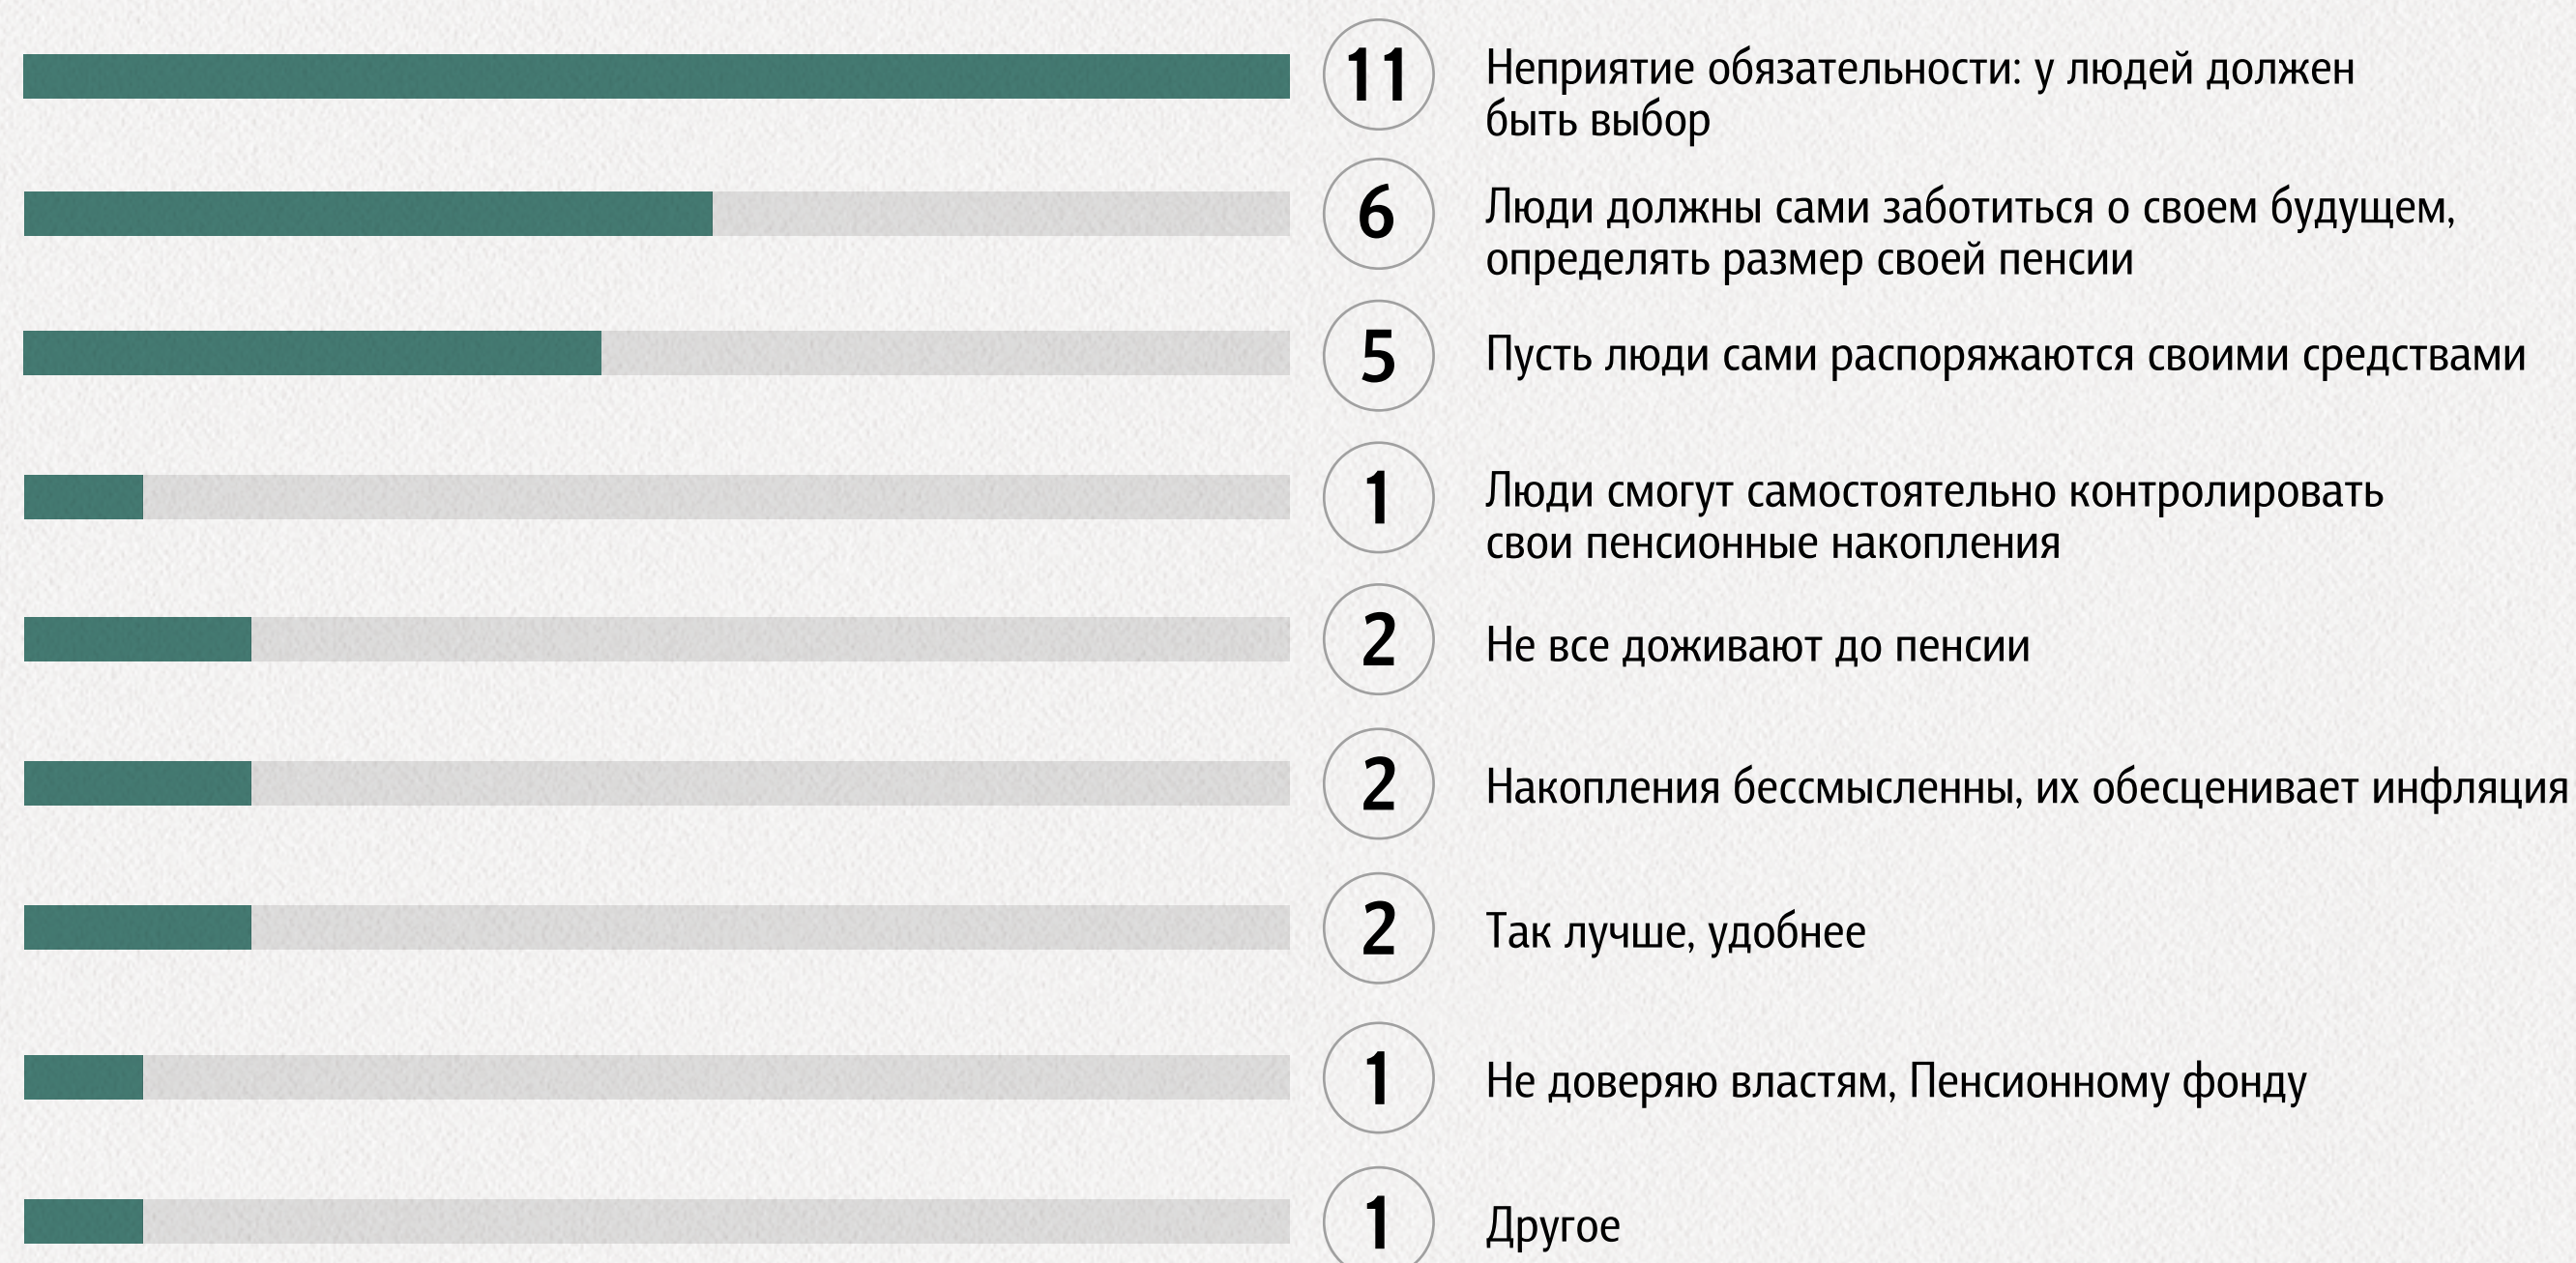 11 Неприятие обязательности: у людей должен
быть выбор
6 Люди должны сами заботиться о своем будущем,
определять размер своей пенсии
5 Пусть люди сами распоряжаются своими средствами
1 Люди смогут самостоятельно контролировать
свои пенсионные накопления
2 Не все доживают до пенсии
2 Накопления бессмысленны, их обесценивает инфляция
2 Так лучше, удобнее
1 Не доверяю властям, Пенсионному фонду
1 Другое